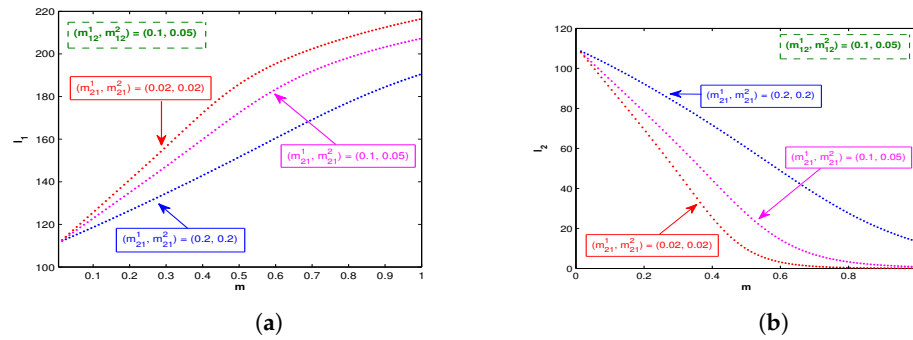 220
200
180
160
140
120
100
I₁
(m¹₁₂, m²₁₂) = (0.1, 0.05)
(m¹₂₁, m²₂₁) = (0.02, 0.02)
(m¹₂₁, m²₂₁) = (0.1, 0.05)
(m¹₂₁, m²₂₁) = (0.2, 0.2)
0.1 0.2 0.3 0.4 0.5 0.6 0.7 0.8 0.9 1
m
(a)
120
100
80
60
40
20
0
I₂
(m¹₁₂, m²₁₂) = (0.1, 0.05)
(m¹₂₁, m²₂₁) = (0.2, 0.2)
(m¹₂₁, m²₂₁) = (0.1, 0.05)
(m¹₂₁, m²₂₁) = (0.02, 0.02)
0 0.2 0.4 0.6 0.8
m
(b)